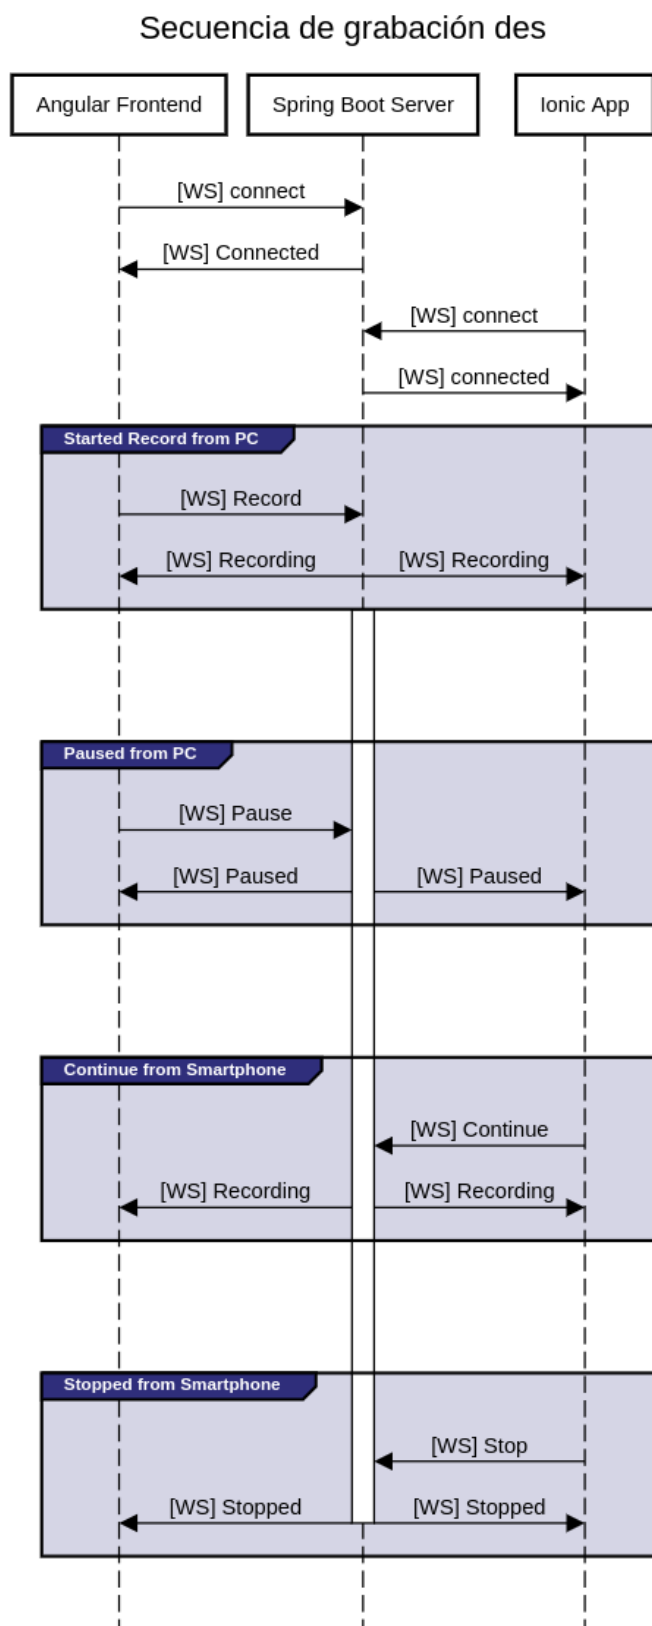 Secuencia de grabación des
Angular Frontend
Spring Boot Server
Ionic App
[WS] connect
[WS] Connected
[WS] connect
[WS] connected
Started Record from PC
[WS] Record
[WS] Recording
[WS] Recording
Paused from PC
[WS] Pause
[WS] Paused
[WS] Paused
Continue from Smartphone
[WS] Continue
[WS] Recording
[WS] Recording
Stopped from Smartphone
[WS] Stop
[WS] Stopped
[WS] Stopped